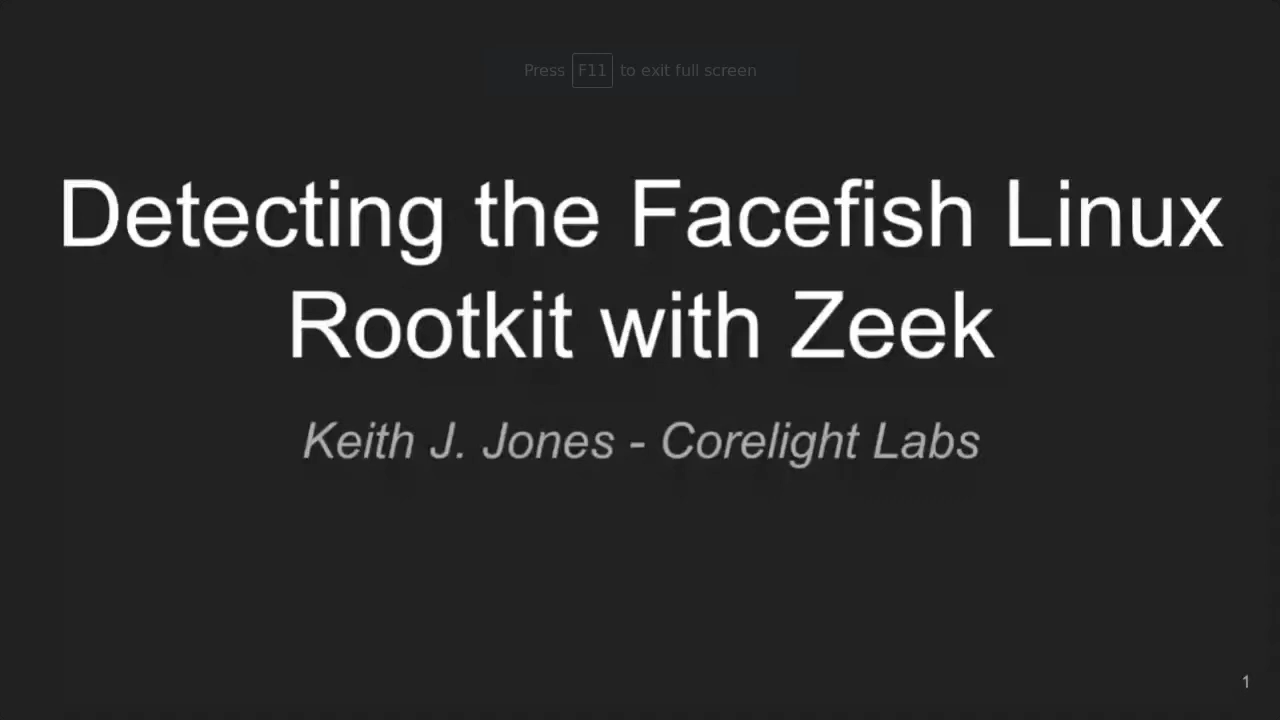 Press F11 to exit full screen
Detecting the Facefish Linux
Rootkit with Zeek
Keith J. Jones - Corelight Labs
1